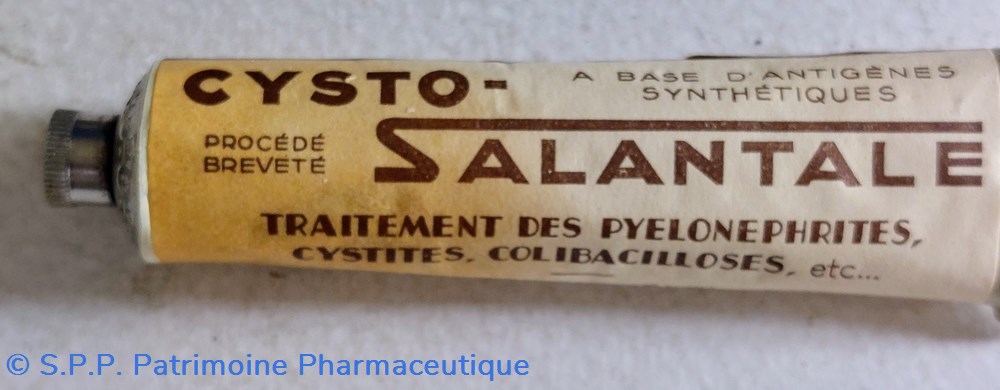 CYSTO-
A BASE D'ANTIGÈNES
SYNTHÉTIQUES
PROCÉDÉ
BREVETÉ
SALANTALE
TRAITEMENT DES PYELONEPHRITES,
CYSTITES, COLIBACILLOSES, etc...
© S.P.P. Patrimoine Pharmaceutique